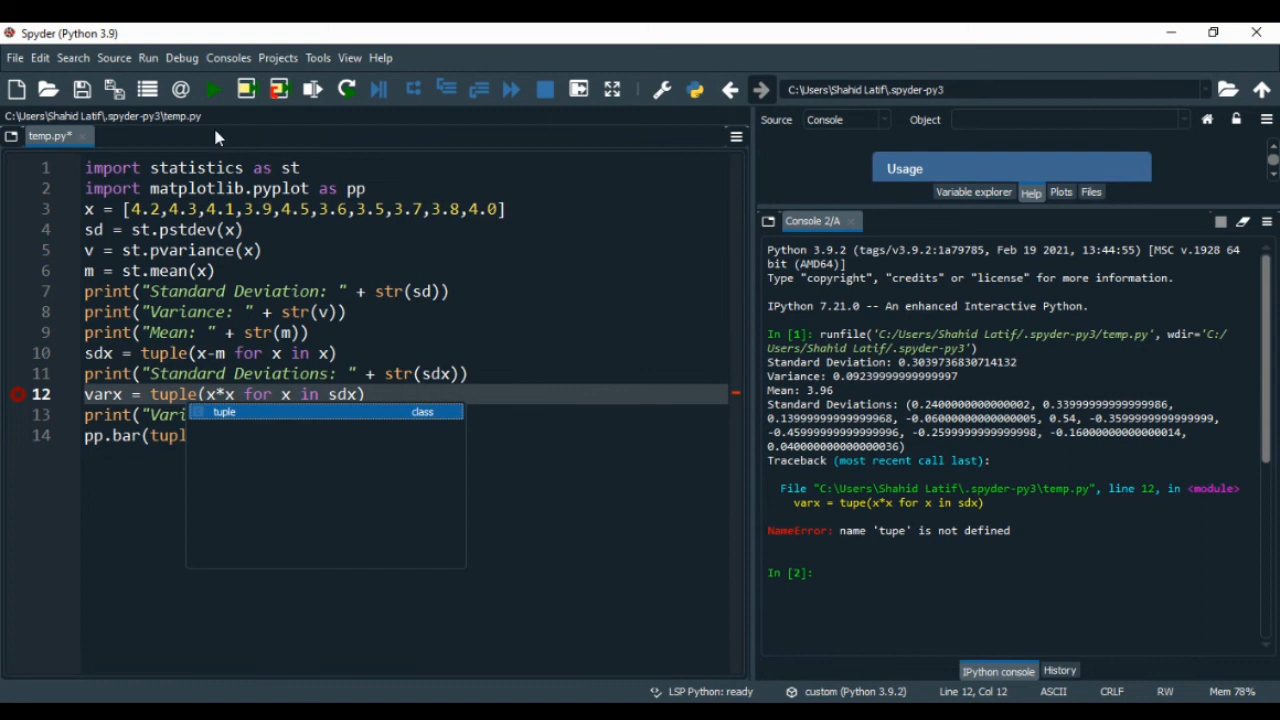 Spyder (Python 3.9)
File Edit Search Source Run Debug Consoles Projects Tools View Help
C:\Users\Shahid Latif\.spyder-py3
C:\Users\Shahid Latif\.spyder-py3\temp.py
Source Console Object
temp.py*
Usage
Variable explorer Help Plots Files
Console 2/A
1 import statistics as st
2 import matplotlib.pyplot as pp
3 x = [4.2,4.3,4.1,3.9,4.5,3.6,3.5,3.7,3.8,4.0]
4 sd = st.pstdev(x)
5 v = st.pvariance(x)
6 m = st.mean(x)
7 print("Standard Deviation: " + str(sd))
8 print("Variance: " + str(v))
9 print("Mean: " + str(m))
10 sdx = tuple(x-m for x in x)
11 print("Standard Deviations: " + str(sdx))
12 varx = tuple(x*x for x in sdx)
13 print("Vari
14 pp.bar(tupl
tuple class
Python 3.9.2 (tags/v3.9.2:1a79785, Feb 19 2021, 13:44:55) [MSC v.1928 64
bit (AMD64)]
Type "copyright", "credits" or "license" for more information.
IPython 7.21.0 -- An enhanced Interactive Python.
In [1]: runfile('C:/Users/Shahid Latif/.spyder-py3/temp.py', wdir='C:/
Users/Shahid Latif/.spyder-py3')
Standard Deviation: 0.3039736830714132
Variance: 0.09239999999999997
Mean: 3.96
Standard Deviations: (0.2400000000000002, 0.33999999999999986,
0.13999999999999968, -0.06000000000000005, 0.54, -0.3599999999999999,
-0.45999999999999996, -0.2599999999999998, -0.16000000000000014,
0.040000000000000036)
Traceback (most recent call last):
File "C:\Users\Shahid Latif\.spyder-py3\temp.py", line 12, in <module>
varx = tupe(x*x for x in sdx)
NameError: name 'tupe' is not defined
In [2]:
IPython console History
LSP Python: ready custom (Python 3.9.2) Line 12, Col 12 ASCII CRLF RW Mem 78%